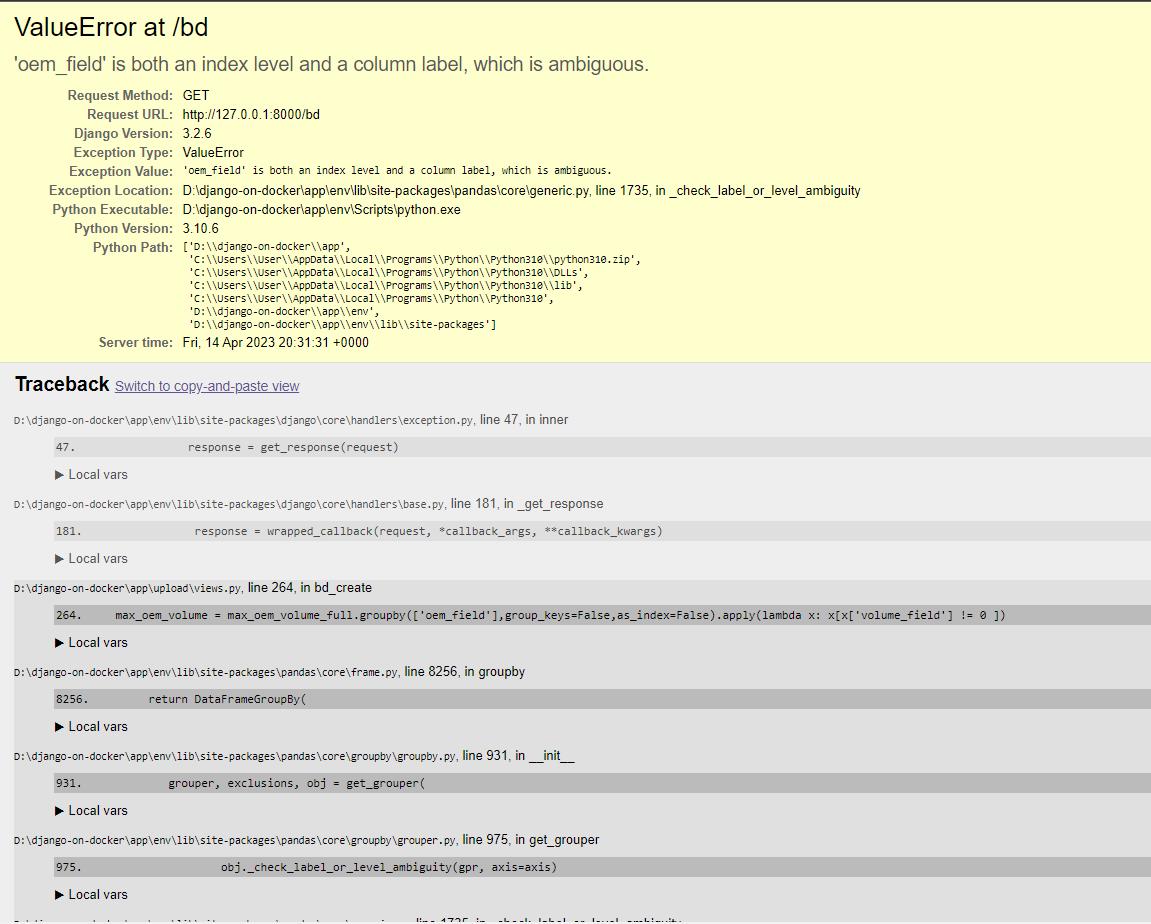 ValueError at /bd
'oem_field' is both an index level and a column label, which is ambiguous.
Request Method: GET
Request URL: http://127.0.0.1:8000/bd
Django Version: 3.2.6
Exception Type: ValueError
Exception Value: 'oem_field' is both an index level and a column label, which is ambiguous.
Exception Location: D:\django-on-docker\app\env\lib\site-packages\pandas\core\generic.py, line 1735, in _check_label_or_level_ambiguity
Python Executable: D:\django-on-docker\app\env\Scripts\python.exe
Python Version: 3.10.6
Python Path: ['D:\\django-on-docker\\app',
'C:\\Users\\User\\AppData\\Local\\Programs\\Python\\Python310\\python310.zip',
'C:\\Users\\User\\AppData\\Local\\Programs\\Python\\Python310\\DLLs',
'C:\\Users\\User\\AppData\\Local\\Programs\\Python\\Python310\\lib',
'C:\\Users\\User\\AppData\\Local\\Programs\\Python\\Python310',
'D:\\django-on-docker\\app\\env',
'D:\\django-on-docker\\app\\env\\lib\\site-packages']
Server time: Fri, 14 Apr 2023 20:31:31 +0000
Traceback Switch to copy-and-paste view
D:\django-on-docker\app\env\lib\site-packages\django\core\handlers\exception.py, line 47, in inner
47. response = get_response(request)
▶ Local vars
D:\django-on-docker\app\env\lib\site-packages\django\core\handlers\base.py, line 181, in _get_response
181. response = wrapped_callback(request, *callback_args, **callback_kwargs)
▶ Local vars
D:\django-on-docker\app\upload\views.py, line 264, in bd_create
264. max_oem_volume = max_oem_volume_full.groupby(['oem_field'],group_keys=False,as_index=False).apply(lambda x: x[x['volume_field'] != 0 ])
▶ Local vars
D:\django-on-docker\app\env\lib\site-packages\pandas\core\frame.py, line 8256, in groupby
8256. return DataFrameGroupBy(
▶ Local vars
D:\django-on-docker\app\env\lib\site-packages\pandas\core\groupby\groupby.py, line 931, in __init__
931. grouper, exclusions, obj = get_grouper(
▶ Local vars
D:\django-on-docker\app\env\lib\site-packages\pandas\core\groupby\grouper.py, line 975, in get_grouper
975. obj._check_label_or_level_ambiguity(gpr, axis=axis)
▶ Local vars
line 1735, in _check_label_or_level_ambiguity